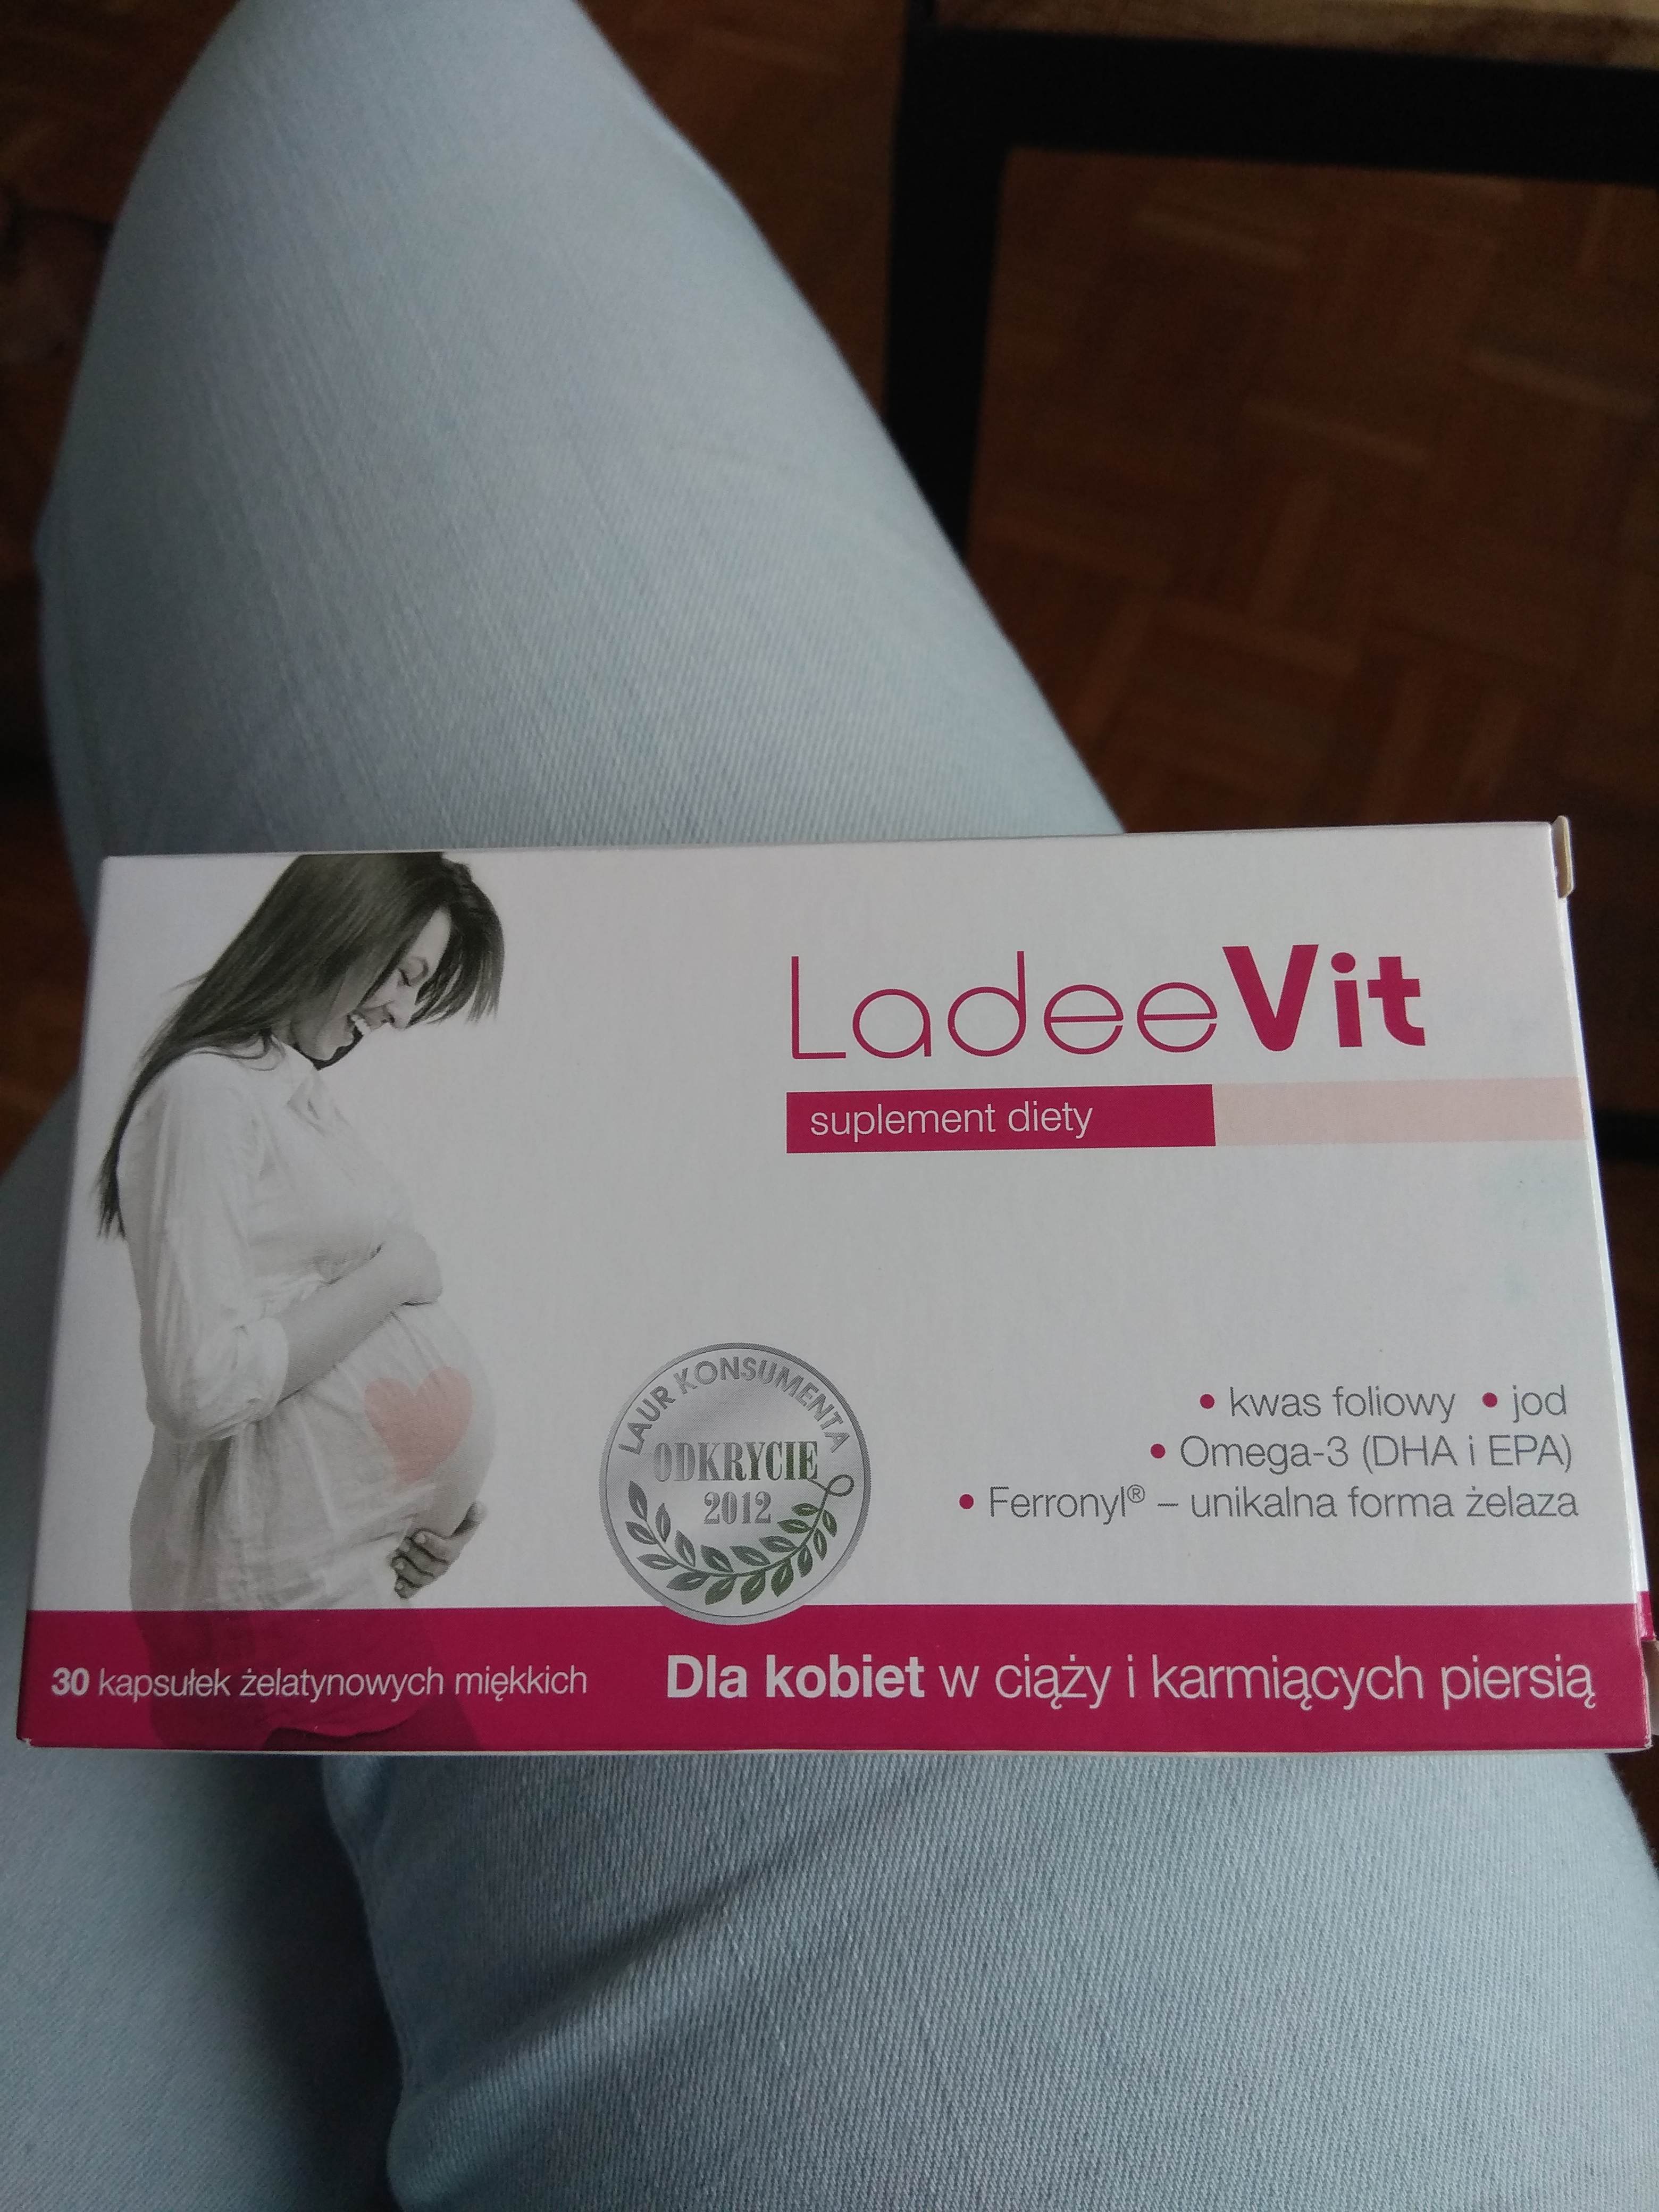 LadeeVit
suplement diety
LAUR KONSUMENTA
ODKRYCIE
2012
• kwas foliowy • jod
• Omega-3 (DHA i EPA)
• Ferronyl® – unikalna forma żelaza
30 kapsułek żelatynowych miękkich
Dla kobiet w ciąży i karmiących piersią